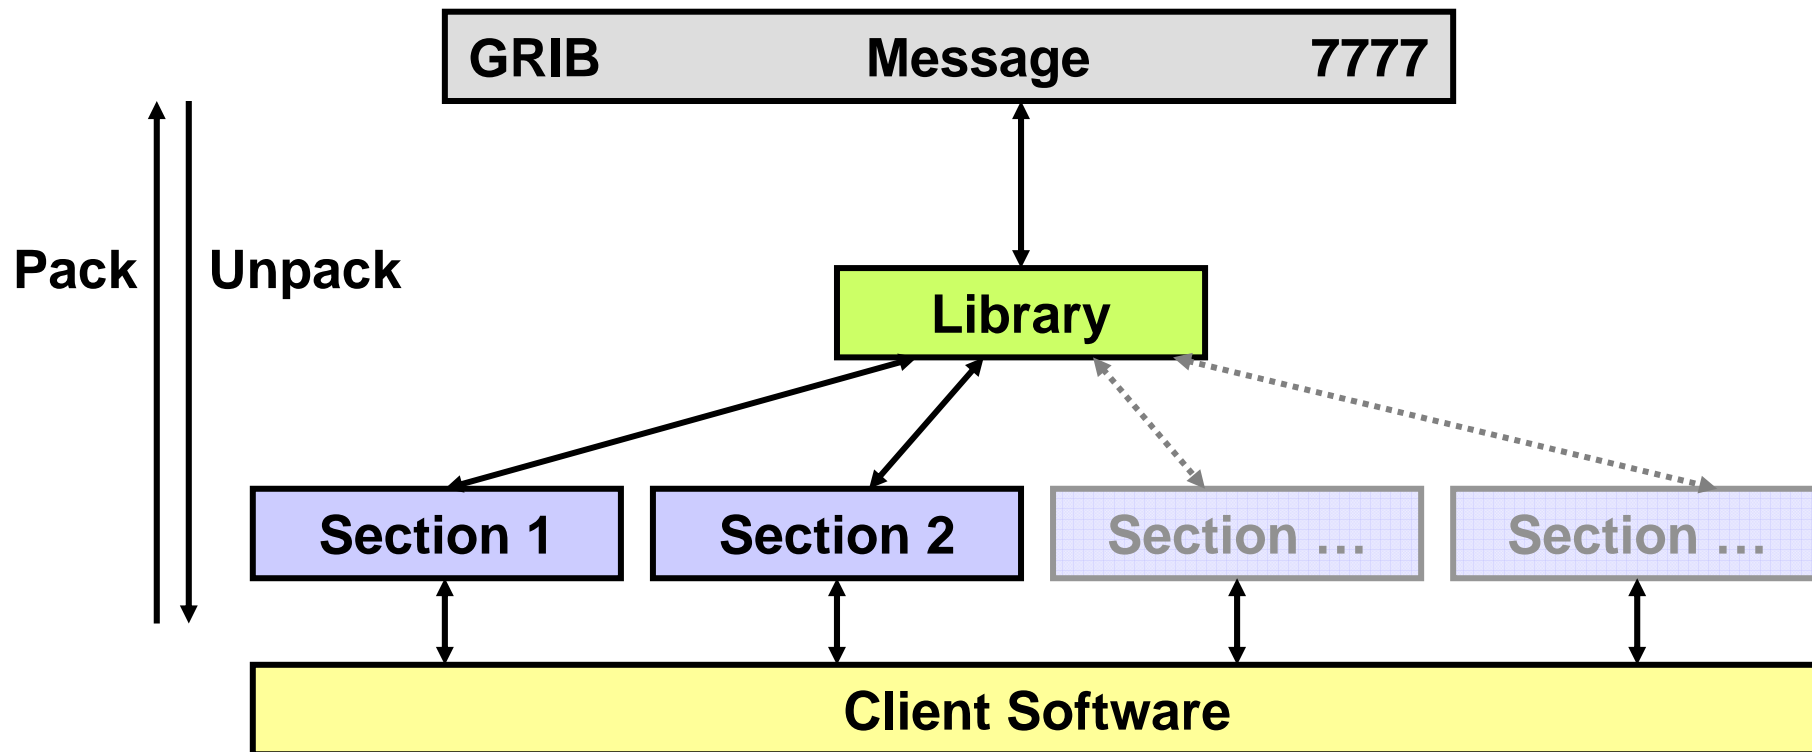 GRIB Message 7777
Pack Unpack
Library
Section 1 Section 2 Section … Section …
Client Software